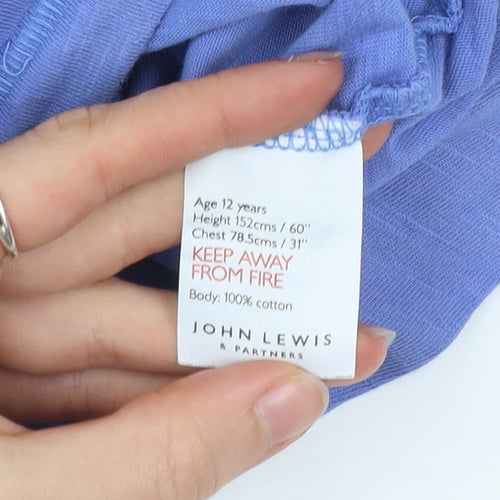 Age 12 years
Height 152cms / 60"
Chest 78.5cms / 31"
KEEP AWAY
FROM FIRE
Body: 100% cotton
JOHN LEWIS
& PARTNERS